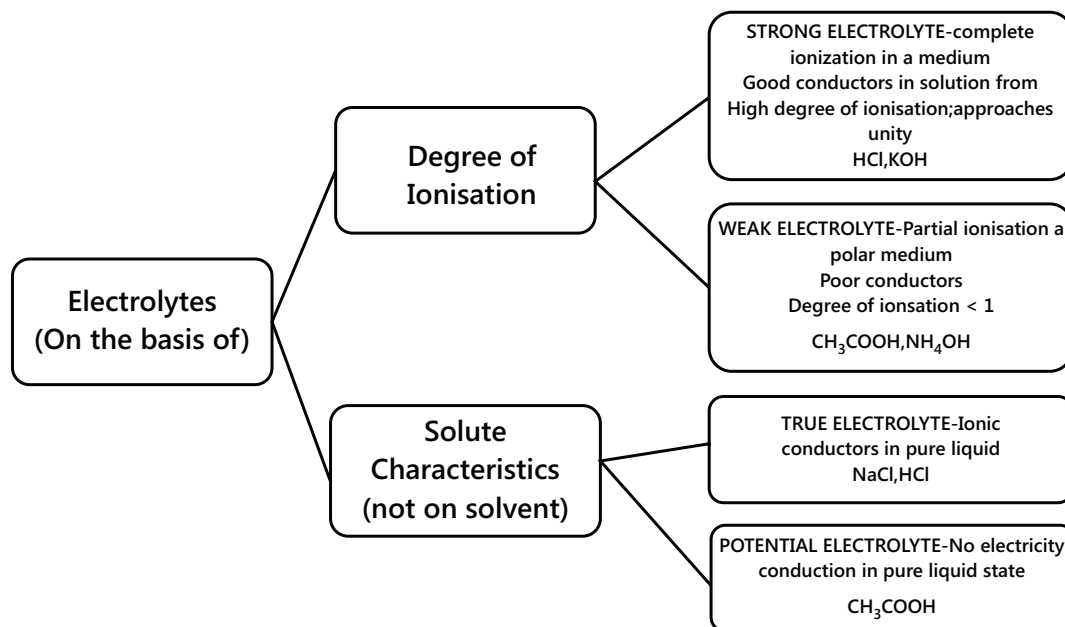 Electrolytes
(On the basis of)
Degree of
Ionisation
STRONG ELECTROLYTE-complete
ionization in a medium
Good conductors in solution from
High degree of ionisation;approaches
unity
HCl,KOH
WEAK ELECTROLYTE-Partial ionisation a
polar medium
Poor conductors
Degree of ionsation < 1
CH₃COOH,NH₄OH
Solute
Characteristics
(not on solvent)
TRUE ELECTROLYTE-Ionic
conductors in pure liquid
NaCl,HCl
POTENTIAL ELECTROLYTE-No electricity
conduction in pure liquid state
CH₃COOH